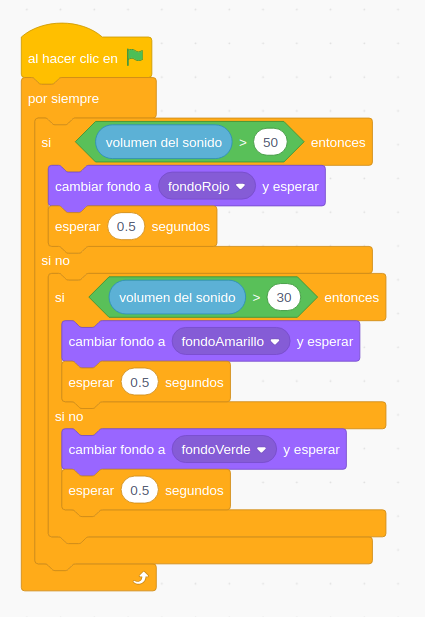 al hacer clic en
por siempre
si volumen del sonido > 50 entonces
cambiar fondo a fondoRojo y esperar
esperar 0.5 segundos
si no
si volumen del sonido > 30 entonces
cambiar fondo a fondoAmarillo y esperar
esperar 0.5 segundos
si no
cambiar fondo a fondoVerde y esperar
esperar 0.5 segundos